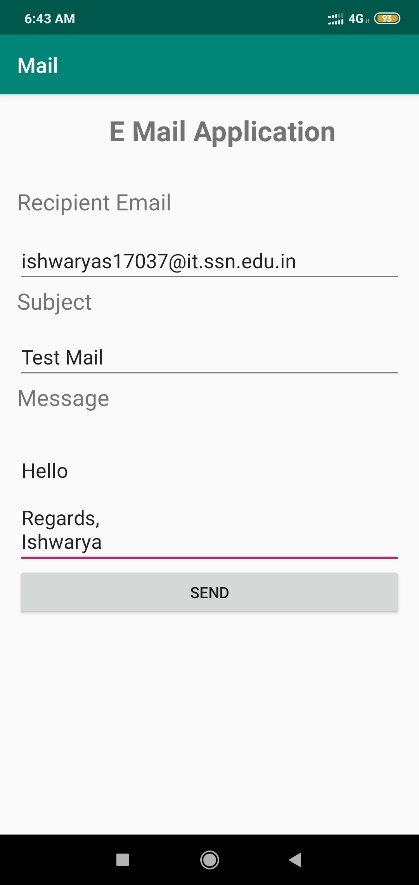 6:43 AM 4G 93
Mail
E Mail Application
Recipient Email
ishwaryas17037@it.ssn.edu.in
Subject
Test Mail
Message
Hello
Regards,
Ishwarya
SEND